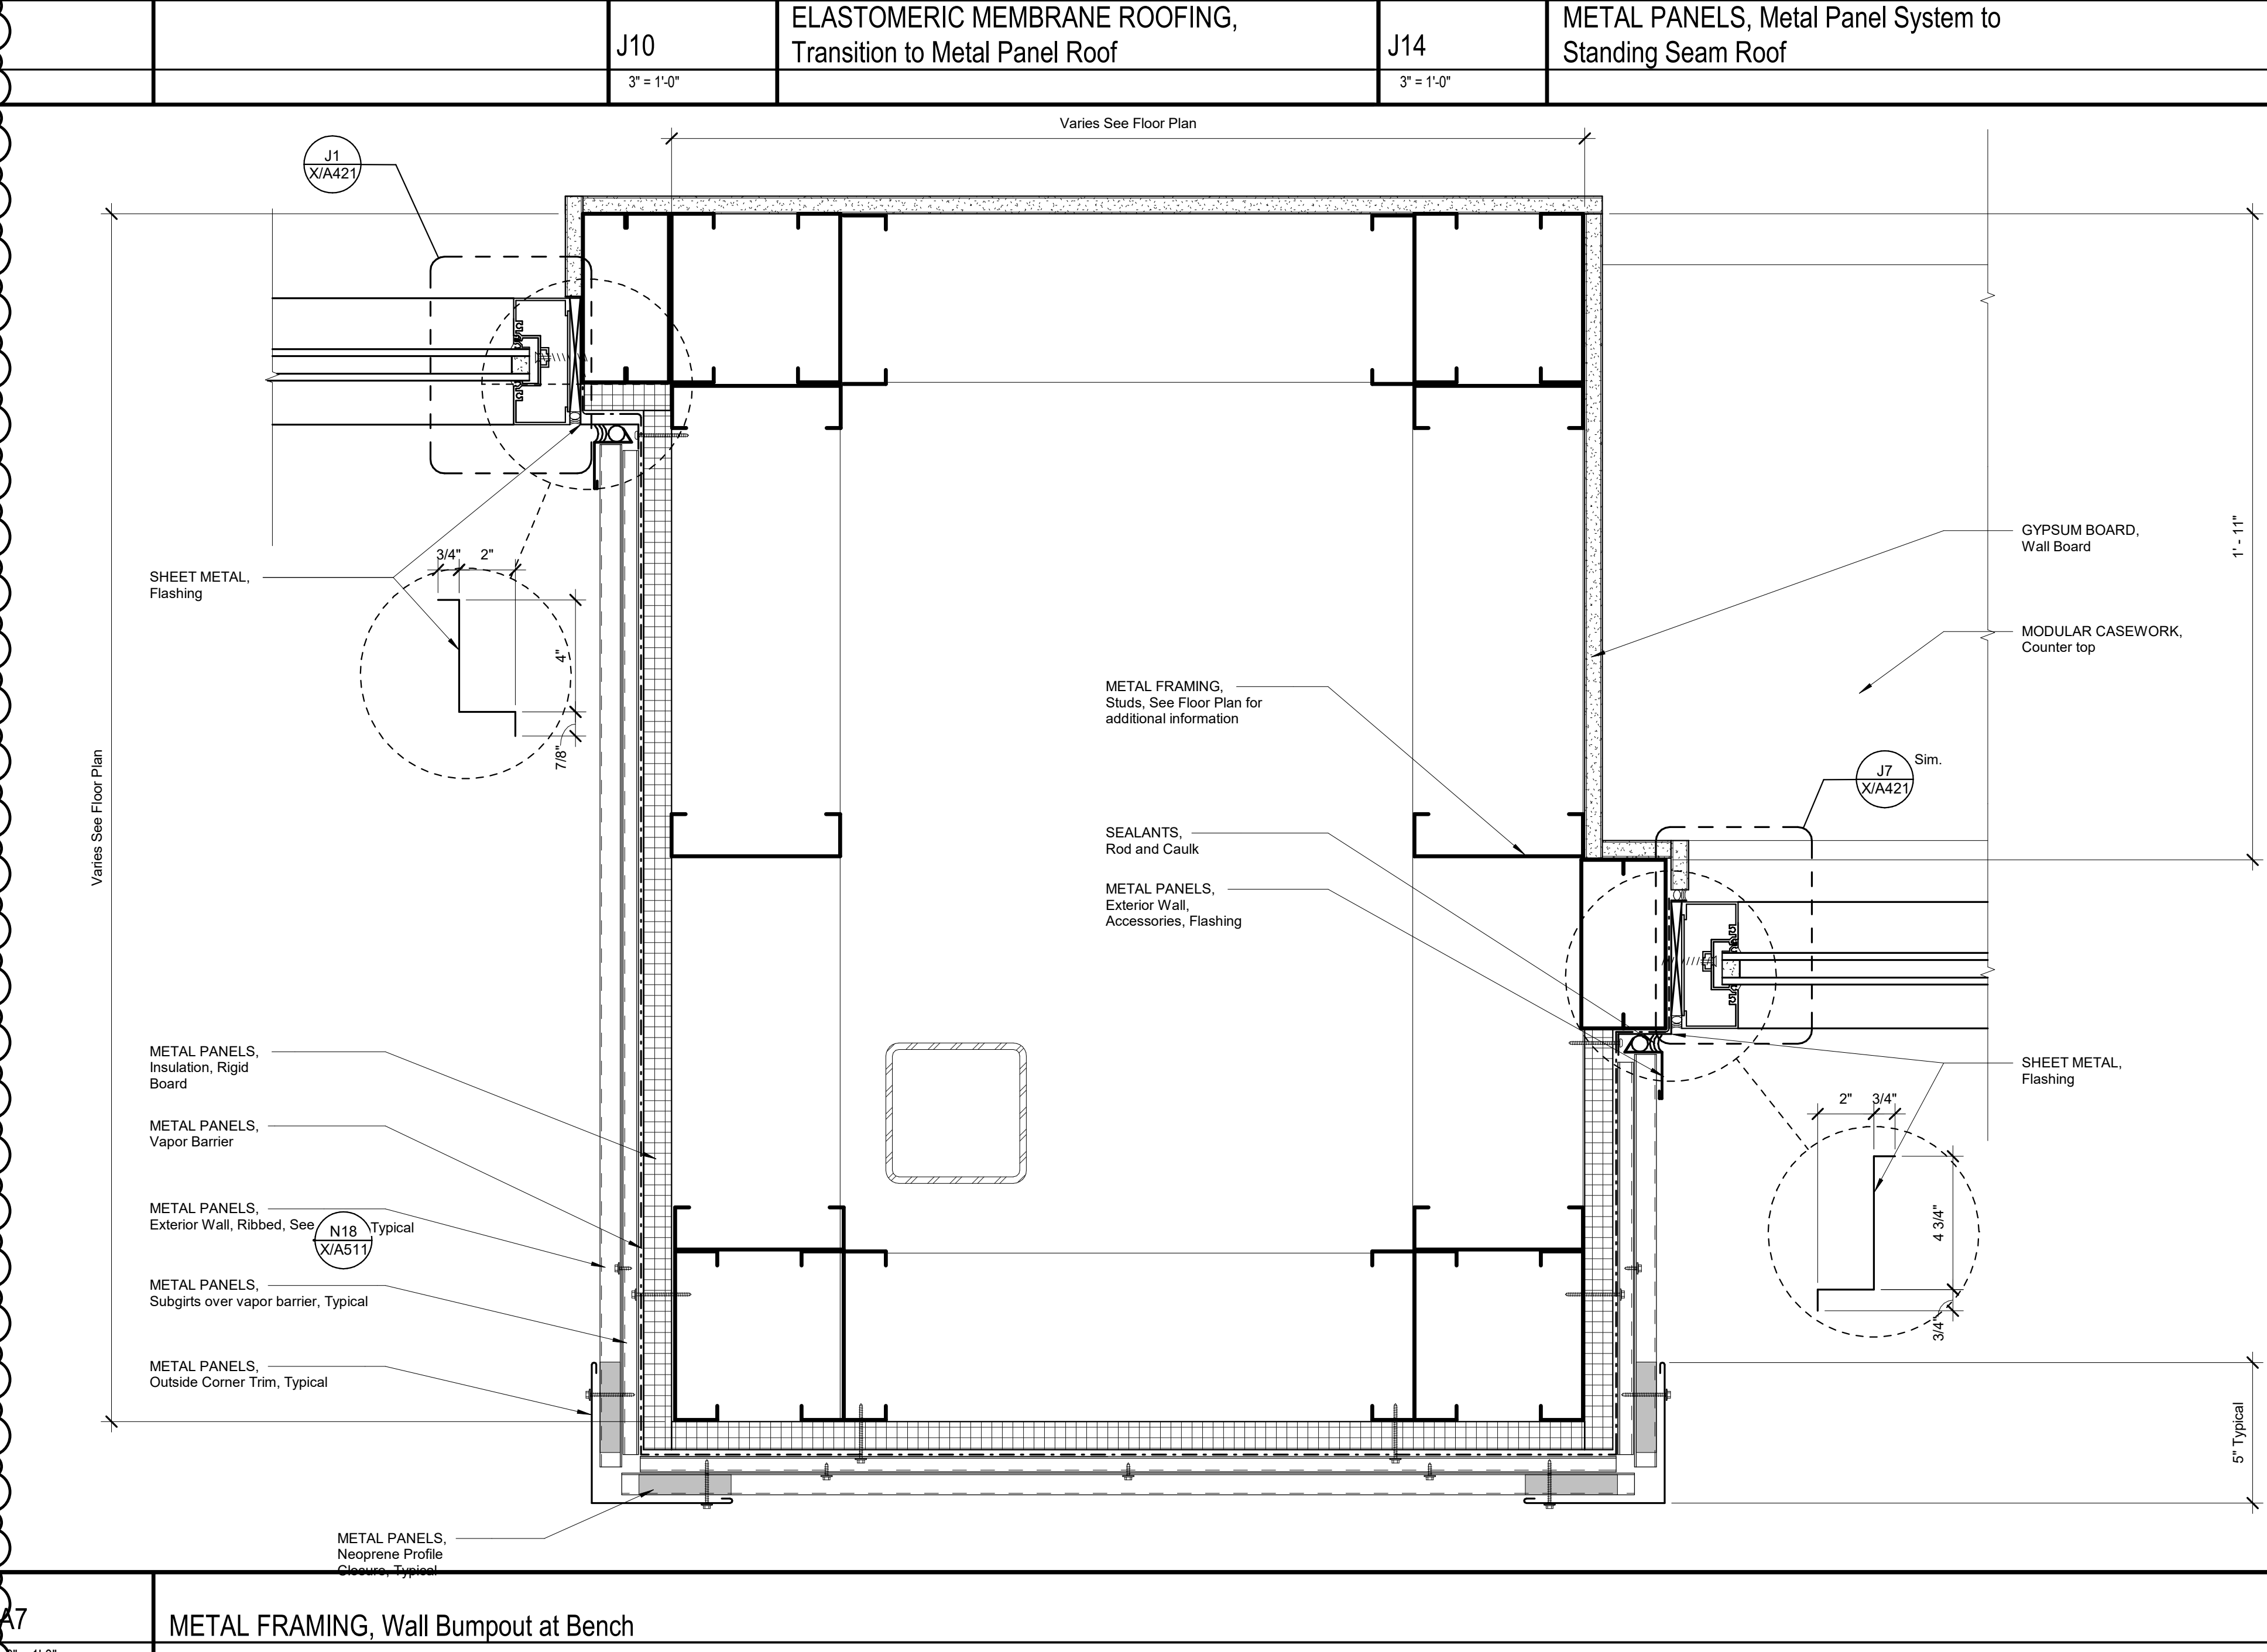 J10
ELASTOMERIC MEMBRANE ROOFING,
Transition to Metal Panel Roof
3" = 1'-0"
J14
METAL PANELS, Metal Panel System to
Standing Seam Roof
3" = 1'-0"
Varies See Floor Plan
J1
X/A421
GYPSUM BOARD,
Wall Board
1' - 11"
3/4"
2"
SHEET METAL,
Flashing
4"
7/8"
MODULAR CASEWORK,
Counter top
METAL FRAMING,
Studs, See Floor Plan for
additional information
Varies See Floor Plan
J7
X/A421
Sim.
SEALANTS,
Rod and Caulk
METAL PANELS,
Exterior Wall,
Accessories, Flashing
METAL PANELS,
Insulation, Rigid
Board
SHEET METAL,
Flashing
2"
3/4"
4 3/4"
3/4"
METAL PANELS,
Vapor Barrier
METAL PANELS,
Exterior Wall, Ribbed, See
N18
X/A511
Typical
METAL PANELS,
Subgirts over vapor barrier, Typical
METAL PANELS,
Outside Corner Trim, Typical
5" Typical
METAL PANELS,
Neoprene Profile
Closure, Typical
A7
METAL FRAMING, Wall Bumpout at Bench